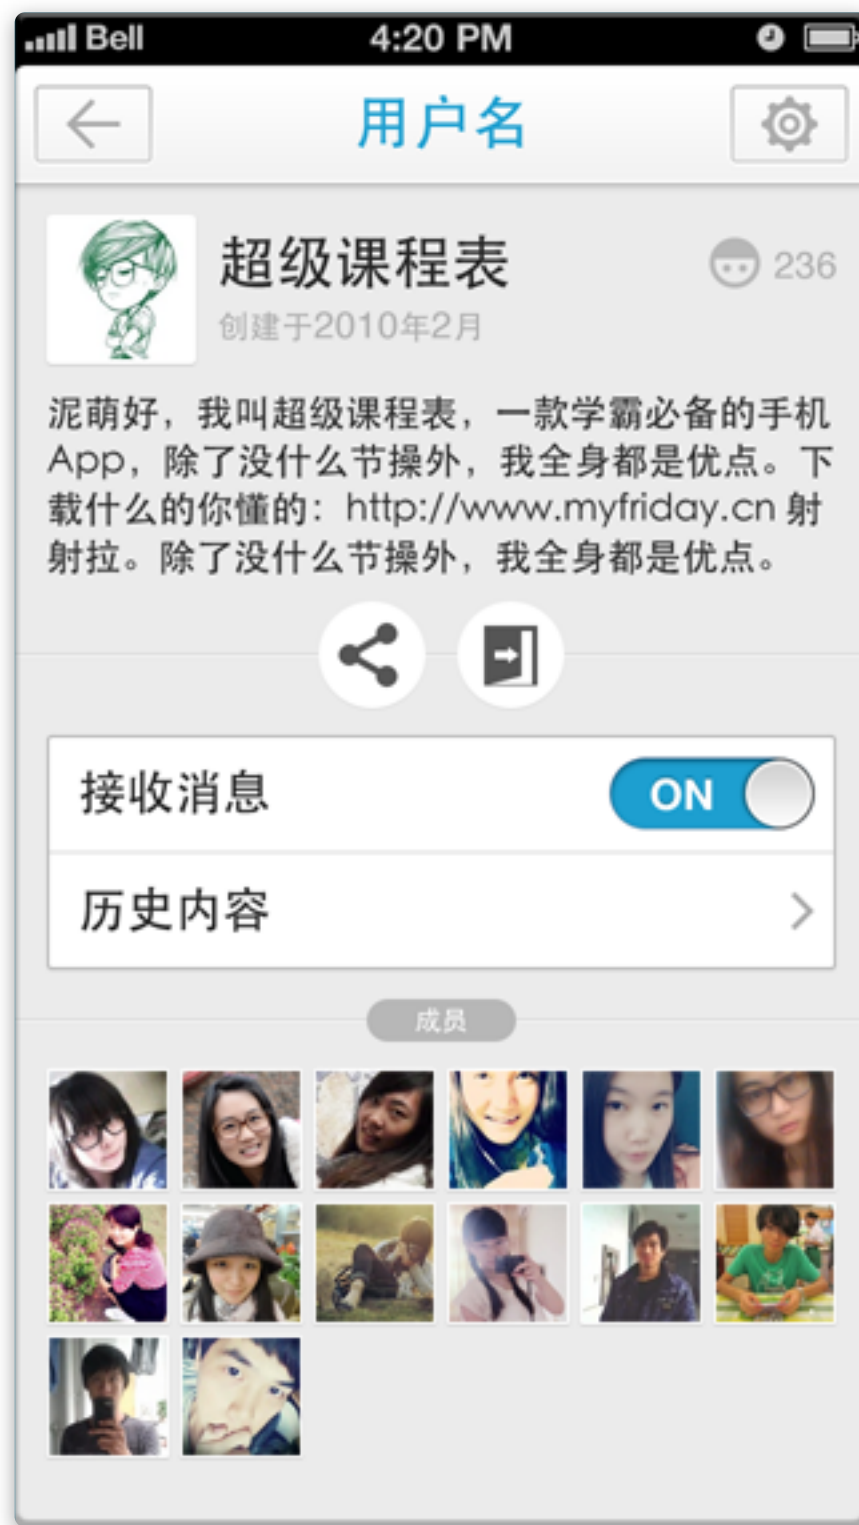 Bell 4:20 PM
用户名
超级课程表 236
创建于2010年2月
泥萌好，我叫超级课程表，一款学霸必备的手机
App，除了没什么节操外，我全身都是优点。下
载什么的你懂的：http://www.myfriday.cn 射
射拉。除了没什么节操外，我全身都是优点。
接收消息 ON
历史内容
成员